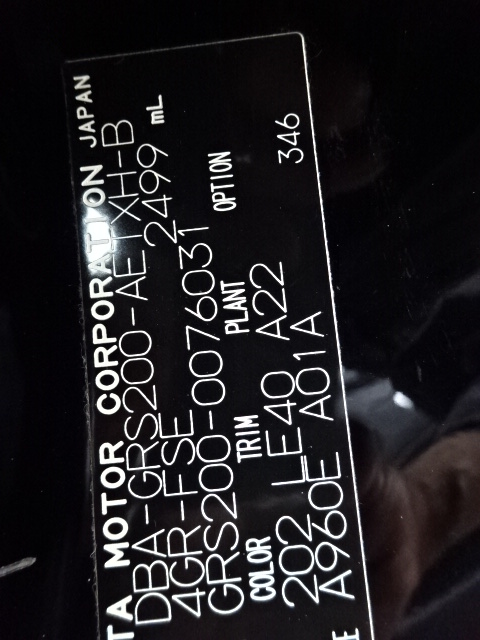 TA MOTOR CORPORATION JAPAN
DBA-GRS200-AETXH-B
4GR-FSE 2499 mL
GRS200-0076031
COLOR TRIM PLANT OPTION
202 LE40 A22 346
A960E A01A
E